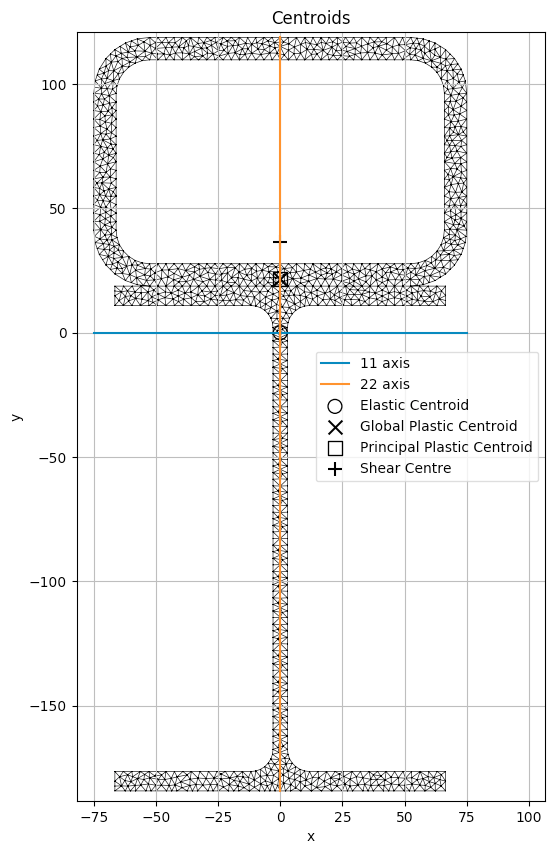 Centroids
100
50
0
−50
−100
−150
y
11 axis
22 axis
Elastic Centroid
Global Plastic Centroid
Principal Plastic Centroid
Shear Centre
−75
−50
−25
0
25
50
75
100
x